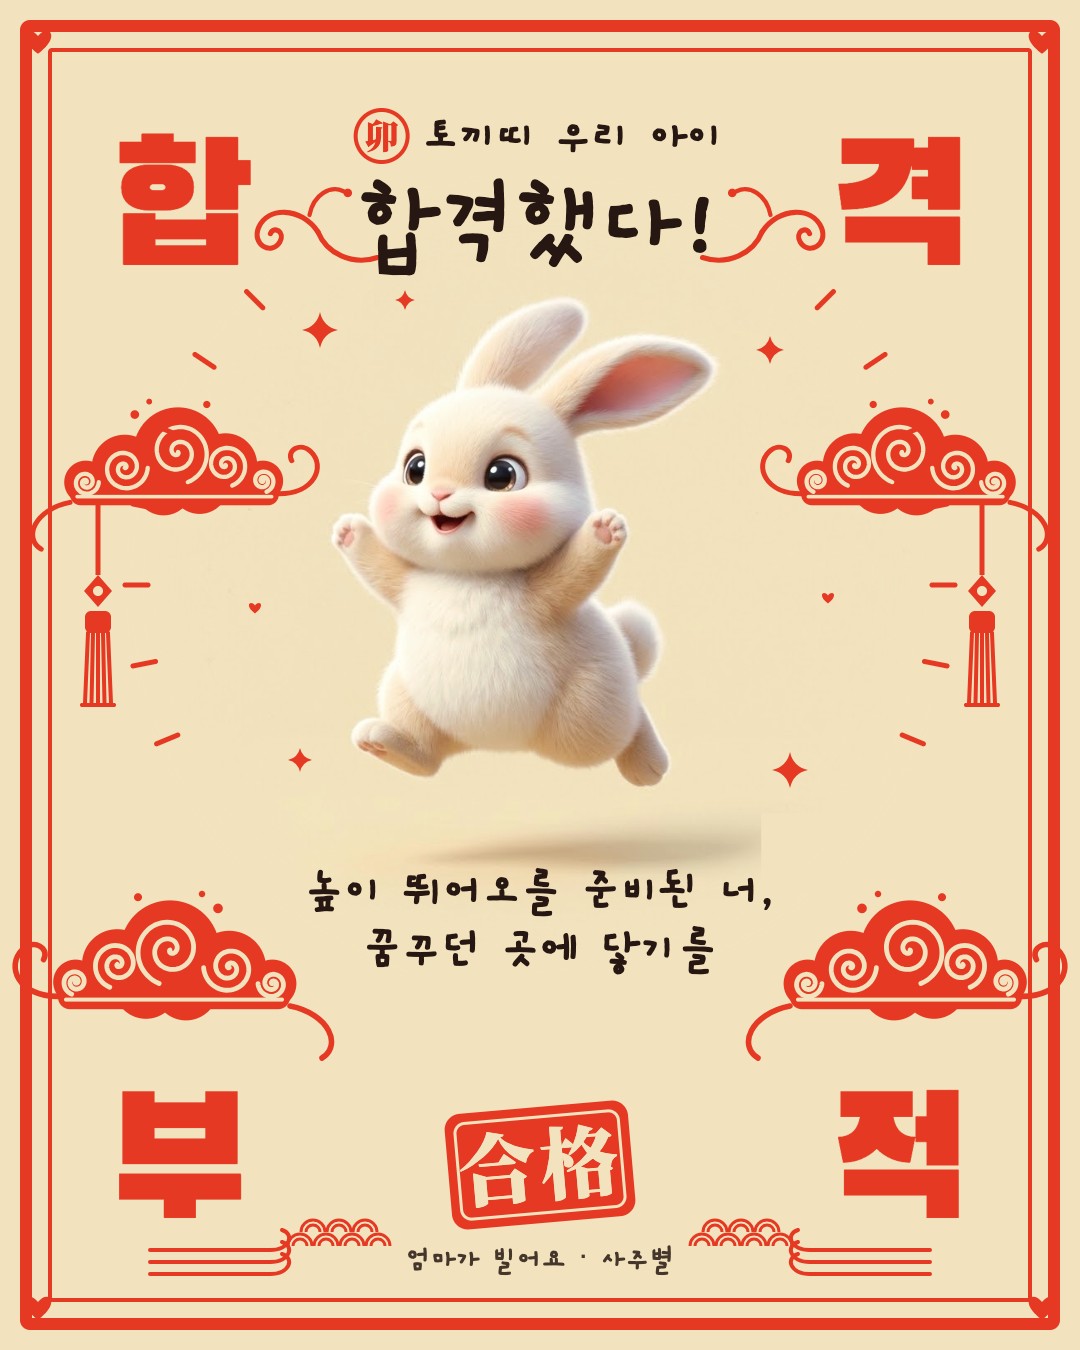 합 격
卯 토끼띠 우리 아이
합격했다!
높이 뛰어오를 준비된 너,
꿈꾸던 곳에 닿기를
부 적
合格
엄마가 빌어요 · 사주별